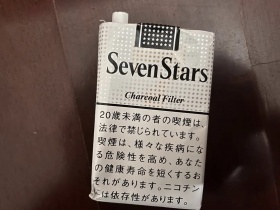 SevenStars
Charcoal Filter
20歳未満の者の喫煙は、
法律で禁じられています。
喫煙は、様々な疾病にな
る危険性を高め、あなた
の健康寿命を短くするお
それがあります。ニコチン
は依存性があります。